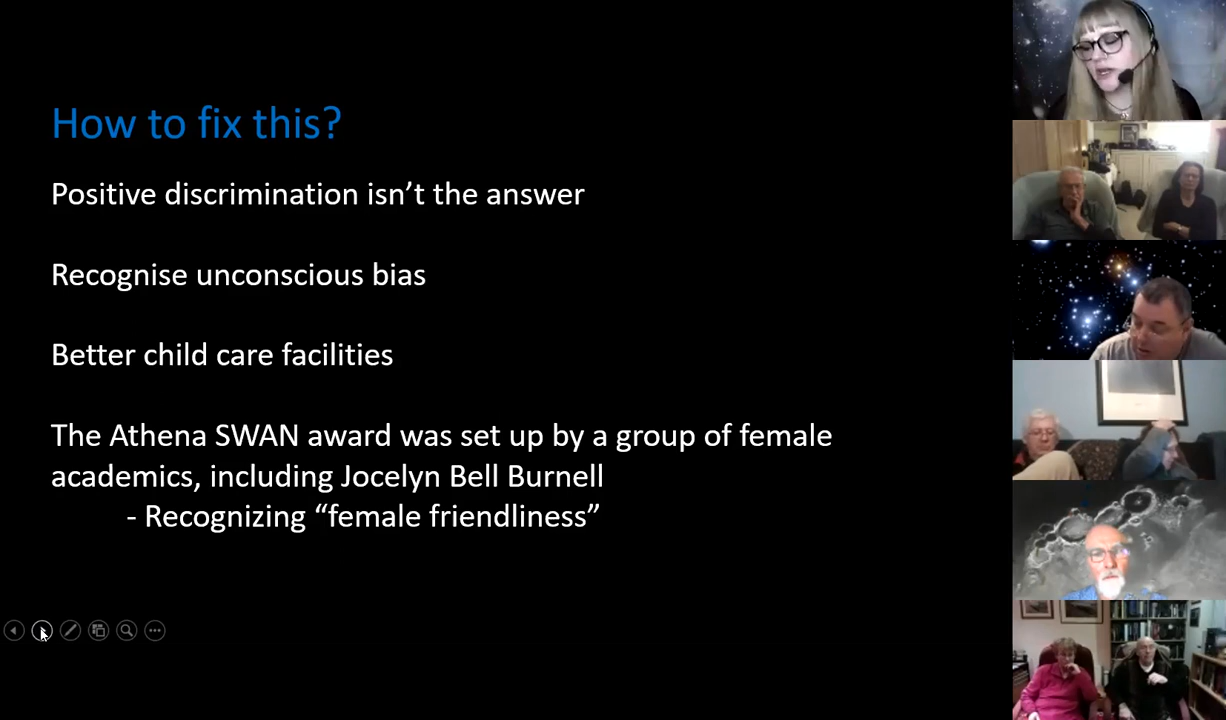 How to fix this?
Positive discrimination isn’t the answer
Recognise unconscious bias
Better child care facilities
The Athena SWAN award was set up by a group of female
academics, including Jocelyn Bell Burnell
- Recognizing “female friendliness”